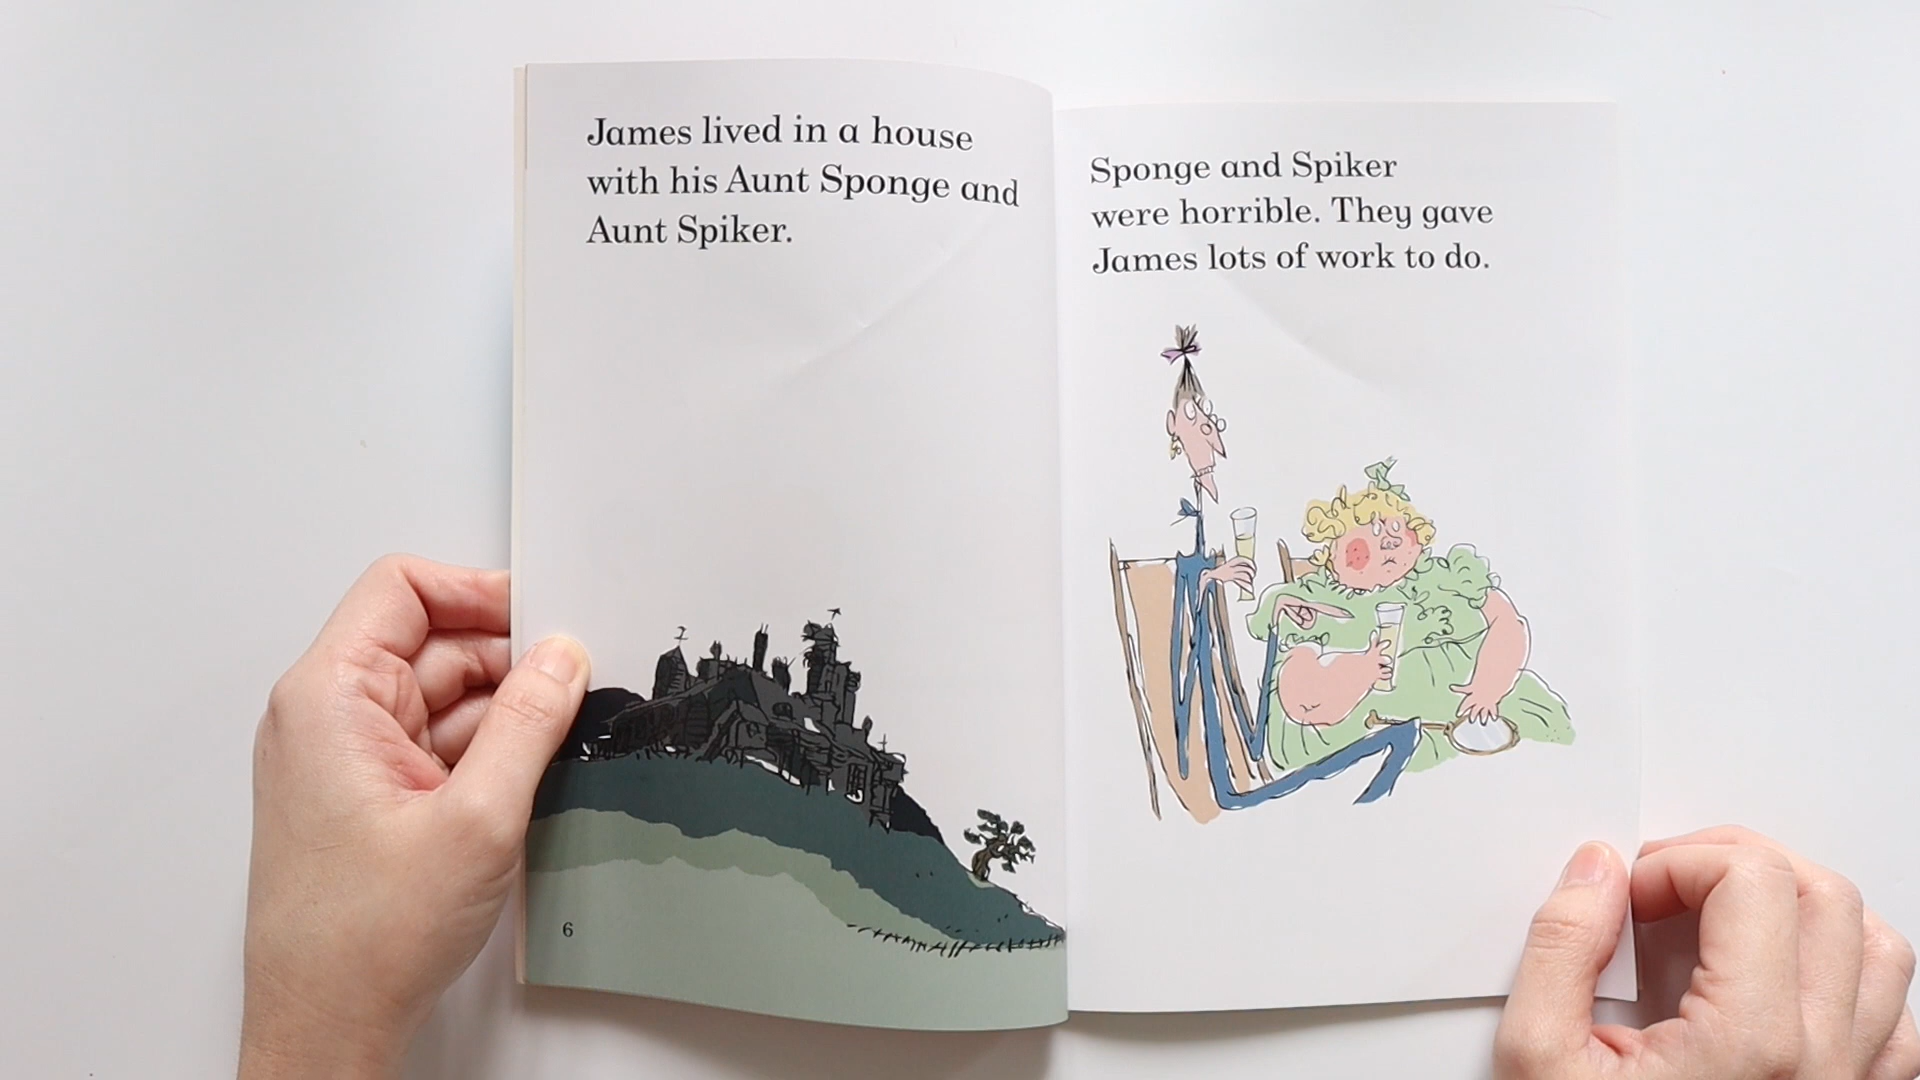 James lived in a house
with his Aunt Sponge and
Aunt Spiker.
6
Sponge and Spiker
were horrible. They gave
James lots of work to do.